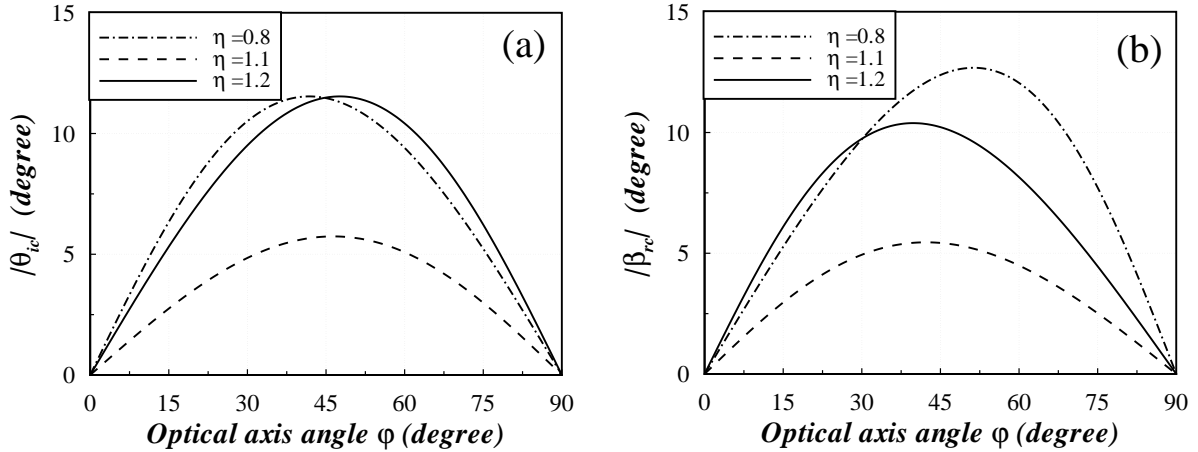 15
η =0.8
η =1.1
η =1.2
(a)
10
5
0
|θic| (degree)
0 15 30 45 60 75 90
Optical axis angle φ (degree)
15
η =0.8
η =1.1
η =1.2
(b)
10
5
0
|βrc| (degree)
0 15 30 45 60 75 90
Optical axis angle φ (degree)